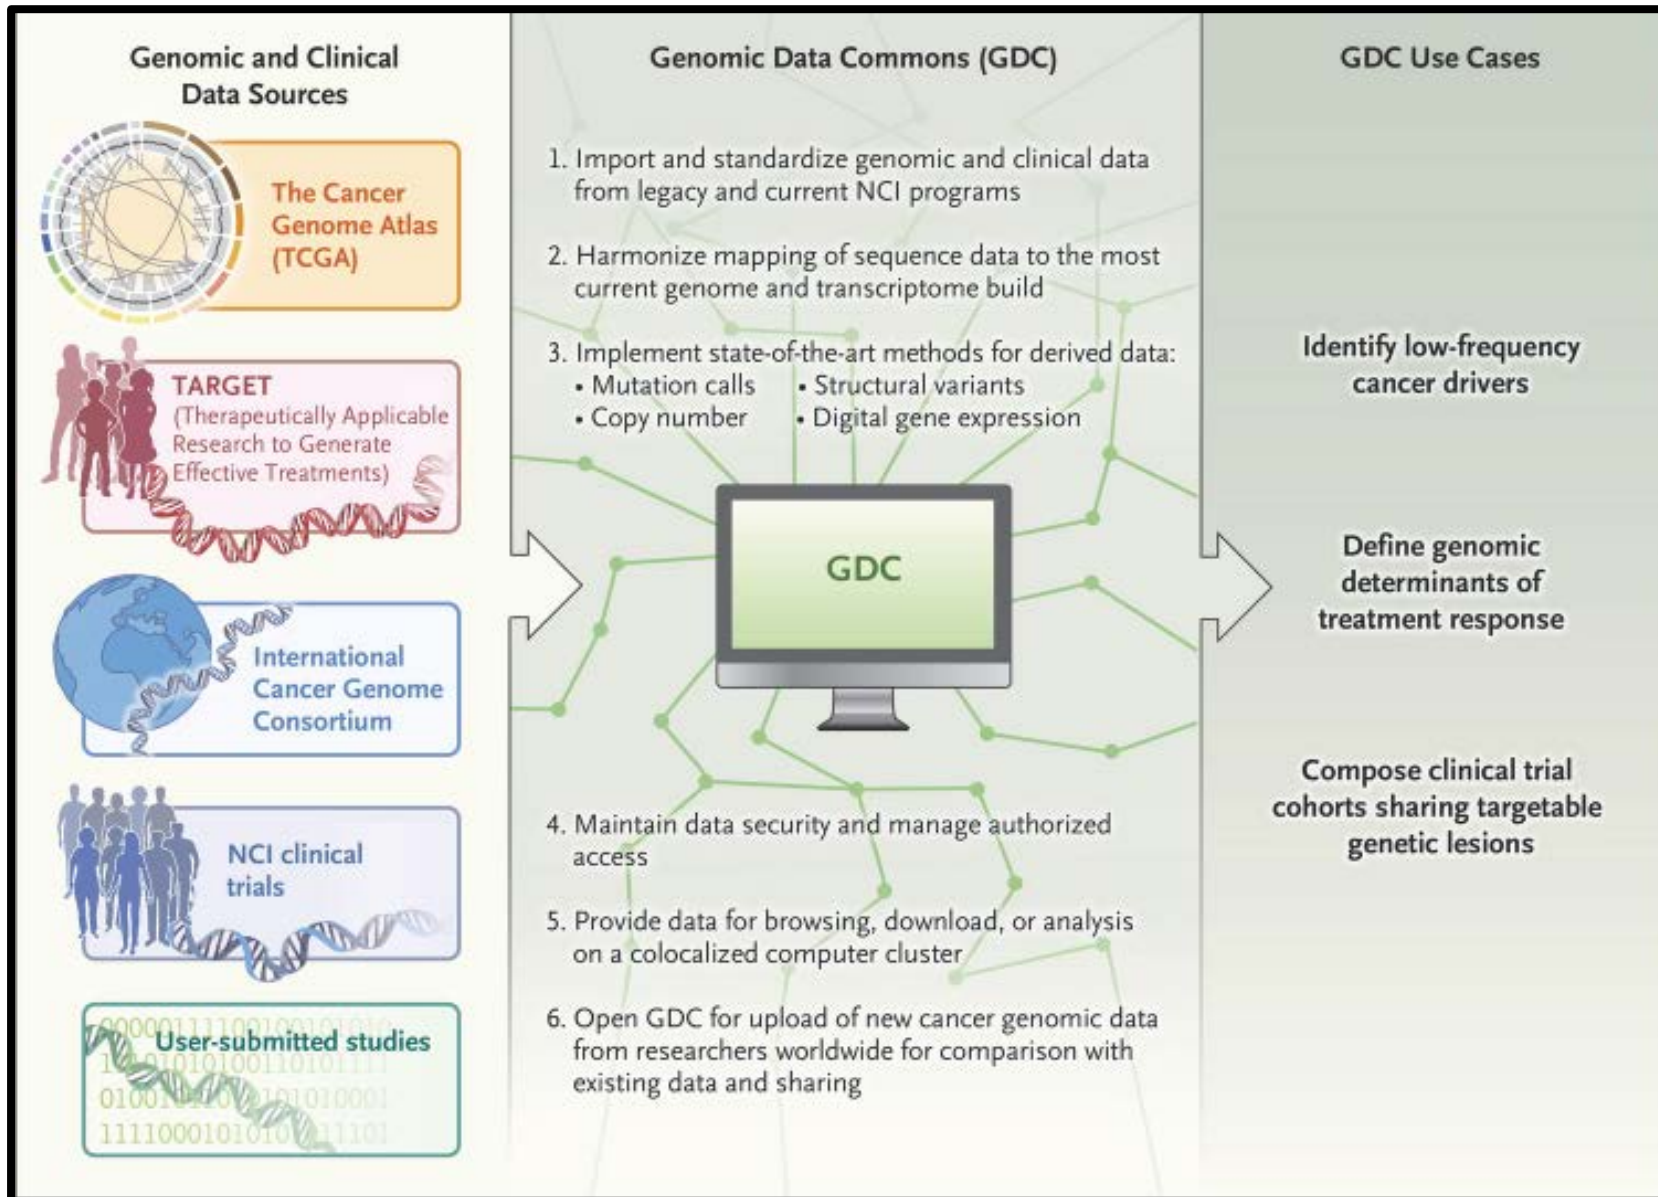 Genomic and Clinical
Data Sources
The Cancer
Genome Atlas
(TCGA)
TARGET
(Therapeutically Applicable
Research to Generate
Effective Treatments)
International
Cancer Genome
Consortium
NCI clinical
trials
User-submitted studies
Genomic Data Commons (GDC)
1. Import and standardize genomic and clinical data
from legacy and current NCI programs
2. Harmonize mapping of sequence data to the most
current genome and transcriptome build
3. Implement state-of-the-art methods for derived data:
• Mutation calls • Structural variants
• Copy number • Digital gene expression
GDC
4. Maintain data security and manage authorized
access
5. Provide data for browsing, download, or analysis
on a colocalized computer cluster
6. Open GDC for upload of new cancer genomic data
from researchers worldwide for comparison with
existing data and sharing
GDC Use Cases
Identify low-frequency
cancer drivers
Define genomic
determinants of
treatment response
Compose clinical trial
cohorts sharing targetable
genetic lesions